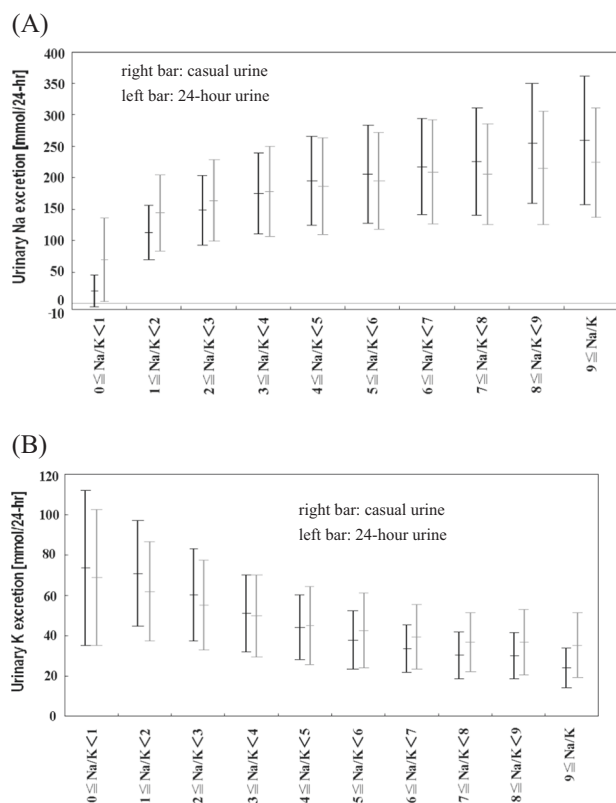 (A)
Urinary Na excretion [mmol/24-hr]
400
350
300
250
200
150
100
50
0
-10
right bar: casual urine
left bar: 24-hour urine
0≦Na/K<1
1≦Na/K<2
2≦Na/K<3
3≦Na/K<4
4≦Na/K<5
5≦Na/K<6
6≦Na/K<7
7≦Na/K<8
8≦Na/K<9
9≦Na/K
(B)
Urinary K excretion [mmol/24-hr]
120
100
80
60
40
20
0
right bar: casual urine
left bar: 24-hour urine
0≦Na/K<1
1≦Na/K<2
2≦Na/K<3
3≦Na/K<4
4≦Na/K<5
5≦Na/K<6
6≦Na/K<7
7≦Na/K<8
8≦Na/K<9
9≦Na/K